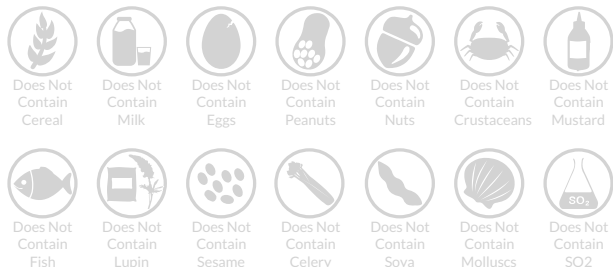 Does Not Does Not Does Not Does Not Does Not Does Not Does Not
Contain Contain Contain Contain Contain Contain Contain
Cereal Milk Eggs Peanuts Nuts Crustaceans Mustard
SO₂
Does Not Does Not Does Not Does Not Does Not Does Not Does Not
Contain Contain Contain Contain Contain Contain Contain
Fish Lupin Sesame Celery Soya Molluscs SO2